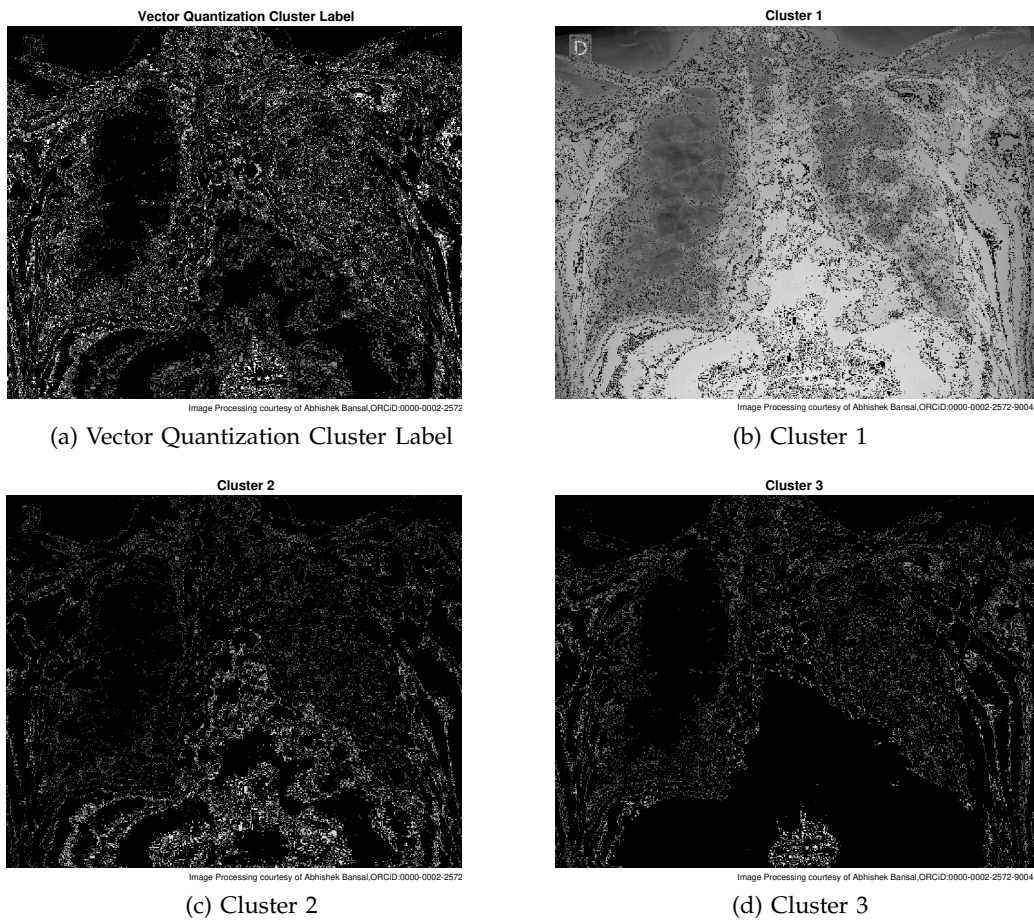 Vector Quantization Cluster Label
Cluster 1
D
Image Processing courtesy of Abhishek Bansal,ORCiD:0000-0002-2572
Image Processing courtesy of Abhishek Bansal,ORCiD:0000-0002-2572-9004
(a) Vector Quantization Cluster Label
(b) Cluster 1
Cluster 2
Cluster 3
Image Processing courtesy of Abhishek Bansal,ORCiD:0000-0002-2572
Image Processing courtesy of Abhishek Bansal,ORCiD:0000-0002-2572-9004
(c) Cluster 2
(d) Cluster 3